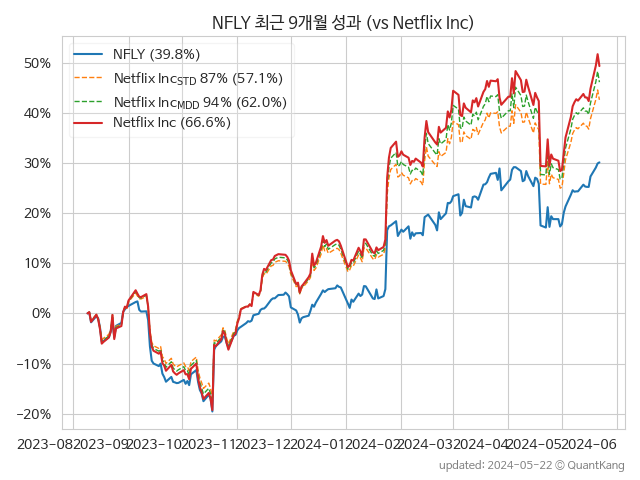 NFLY 최근 9개월 성과 (vs Netflix Inc)
NFLY (39.8%)
Netflix Inc_STD 87% (57.1%)
Netflix Inc_MDD 94% (62.0%)
Netflix Inc (66.6%)
50%
40%
30%
20%
10%
0%
−10%
−20%
2023-08 2023-09 2023-10 2023-11 2023-12 2024-01 2024-02 2024-03 2024-04 2024-05 2024-06
updated: 2024-05-22 © QuantKang